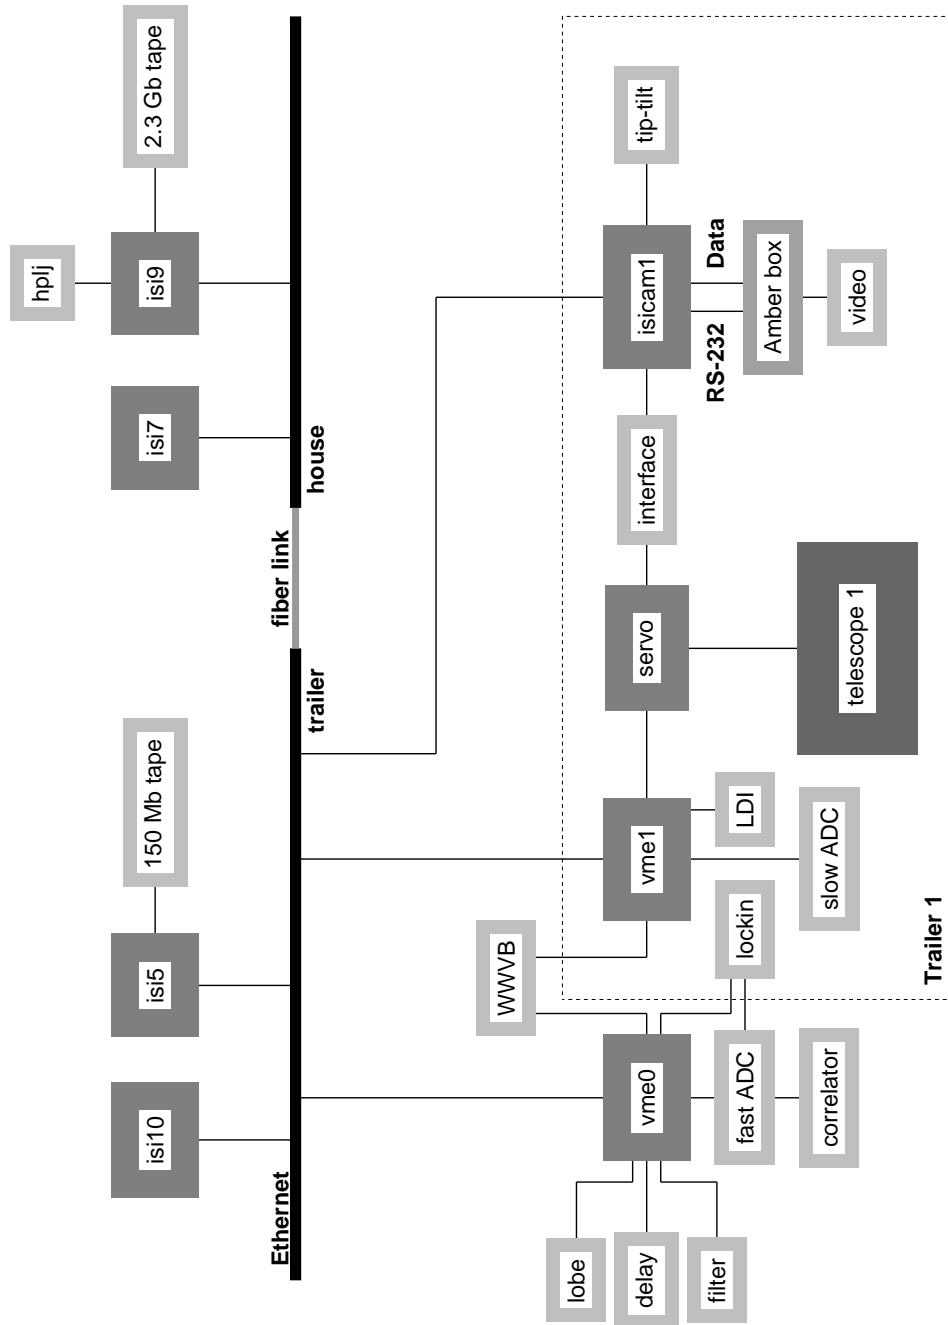 hplj
150 Mb tape
2.3 Gb tape
isi10
isi5
isi7
isi9
Ethernet
fiber link
trailer
house
WWVB
lobe
delay
filter
vme0
vme1
servo
interface
isicam1
tip-tilt
RS-232
Data
fast ADC
lockin
LDI
Amber box
correlator
slow ADC
telescope 1
video
Trailer 1